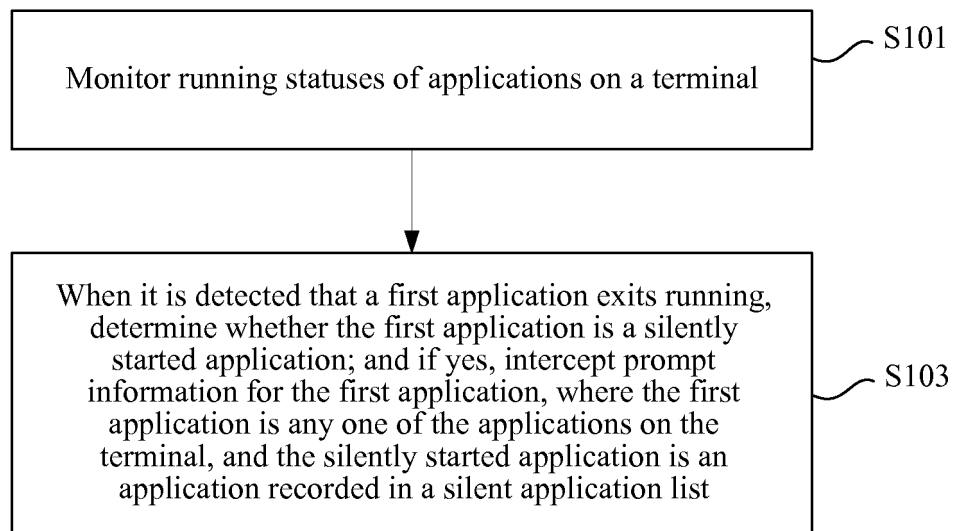 S101
Monitor running statuses of applications on a terminal
When it is detected that a first application exits running,
determine whether the first application is a silently
started application; and if yes, intercept prompt
information for the first application, where the first
application is any one of the applications on the
terminal, and the silently started application is an
application recorded in a silent application list
S103